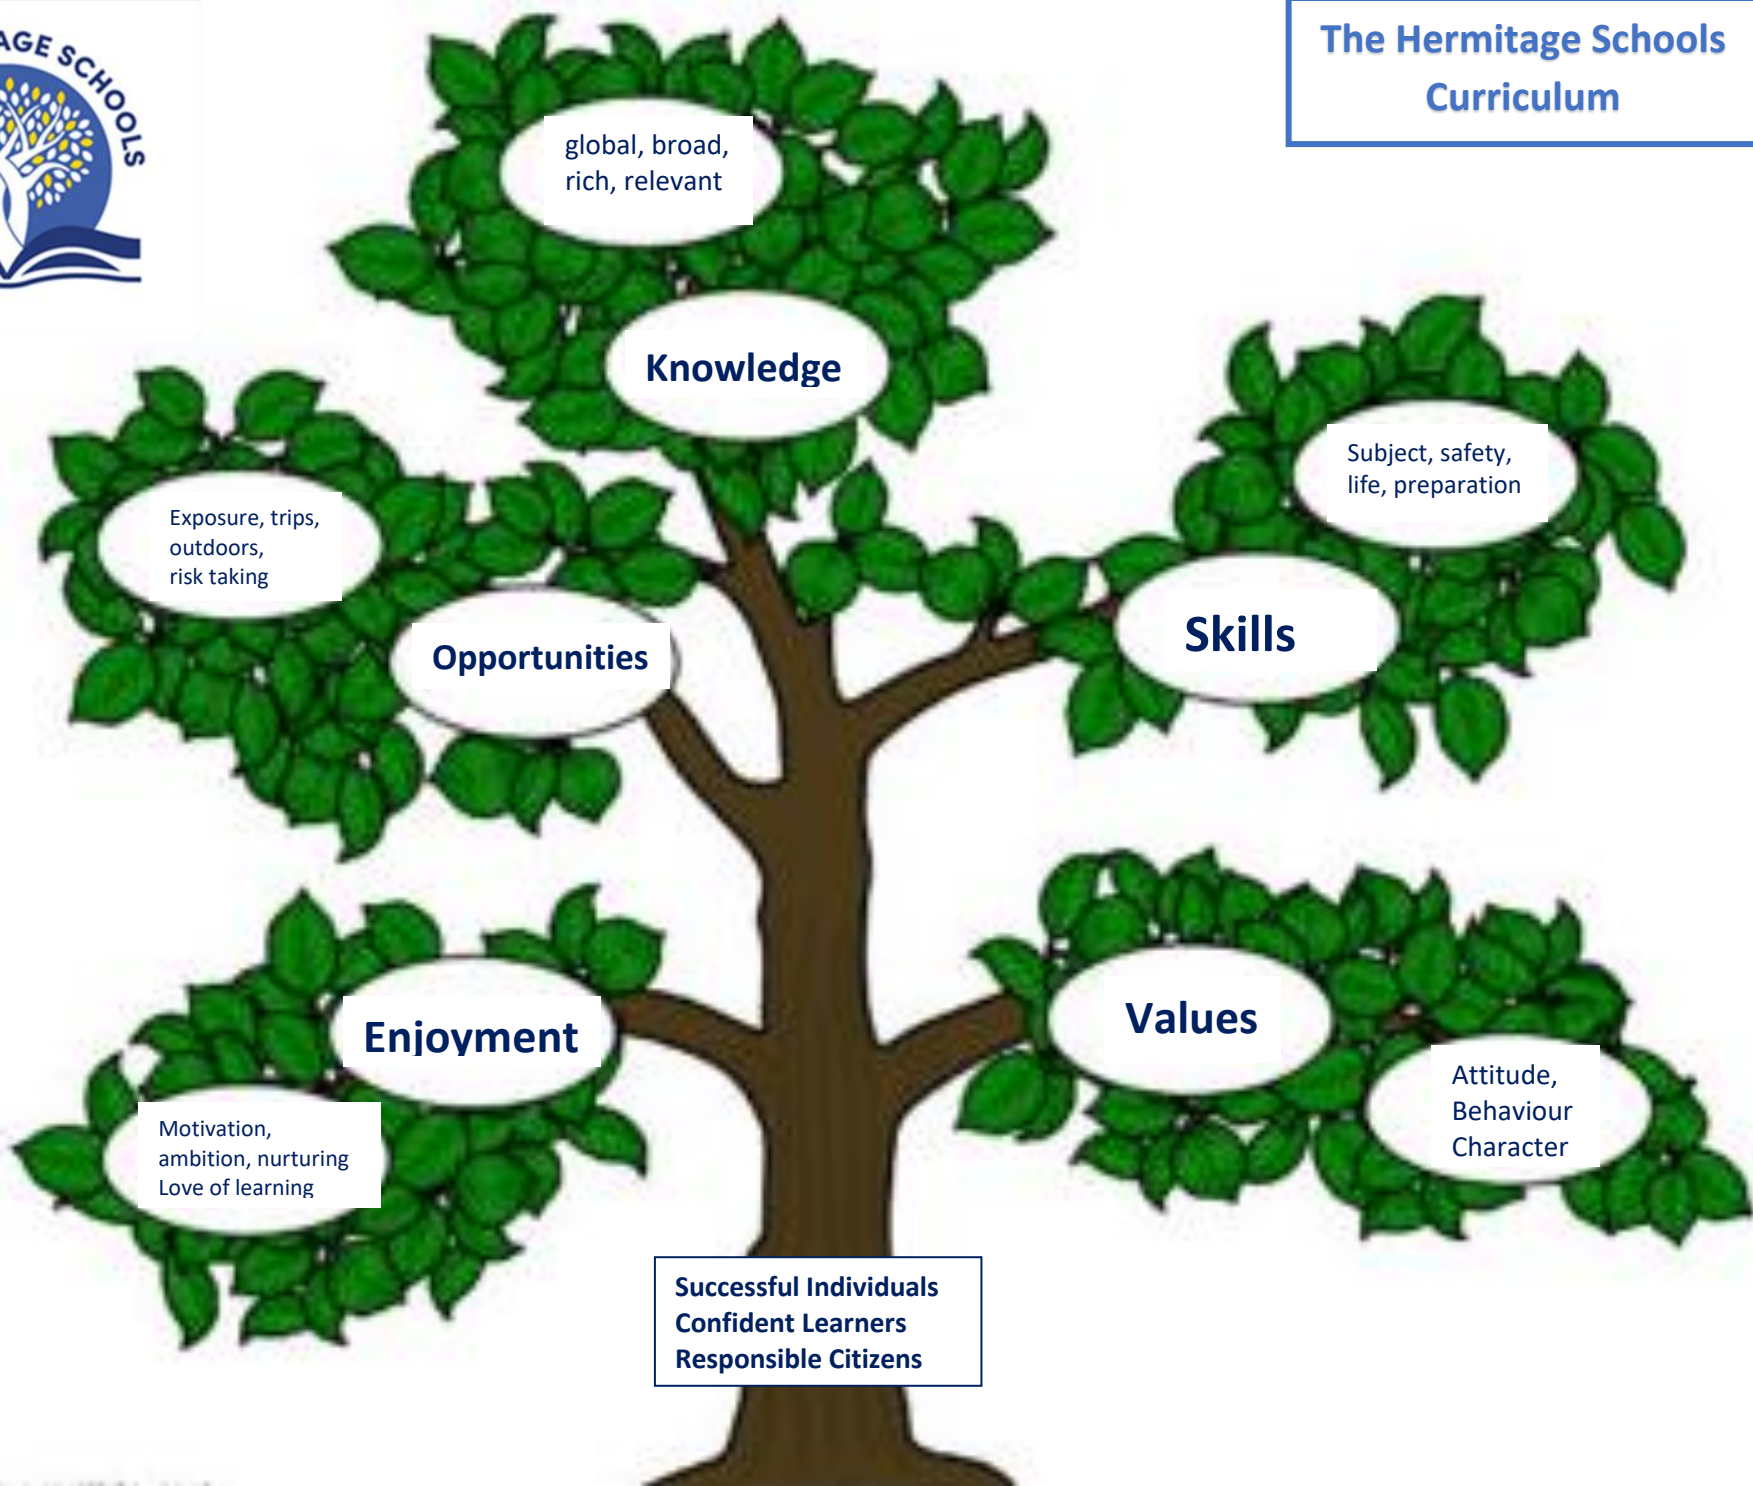 AGE SCHOOLS
The Hermitage Schools
Curriculum
global, broad,
rich, relevant
Knowledge
Exposure, trips,
outdoors,
risk taking
Opportunities
Subject, safety,
life, preparation
Skills
Enjoyment
Motivation,
ambition, nurturing
Love of learning
Values
Attitude,
Behaviour
Character
Successful Individuals
Confident Learners
Responsible Citizens